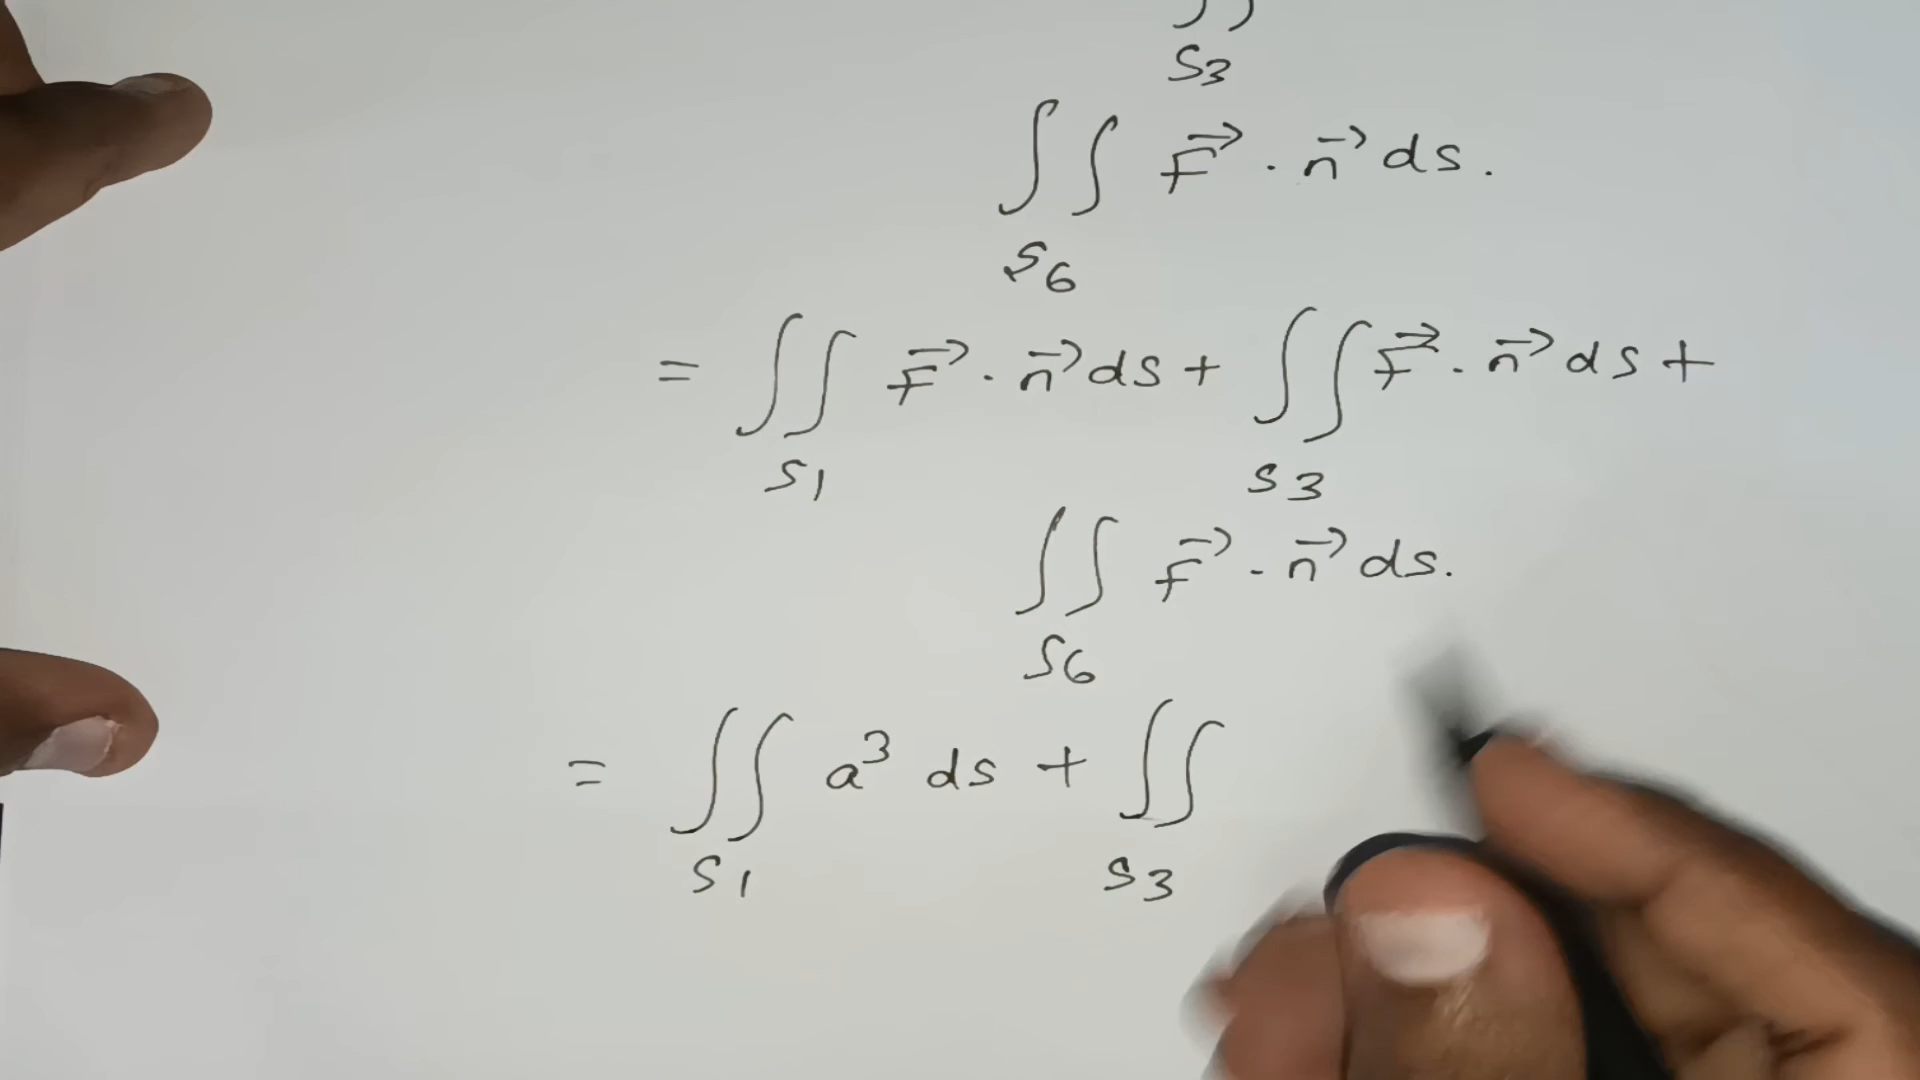 ∬
S3
∬ F⃗ · n⃗ ds.
S6
= ∬ F⃗ · n⃗ ds + ∬ F⃗ · n⃗ ds +
S1 S3
∬ F⃗ · n⃗ ds.
S6
= ∬ a³ ds + ∬
S1 S3